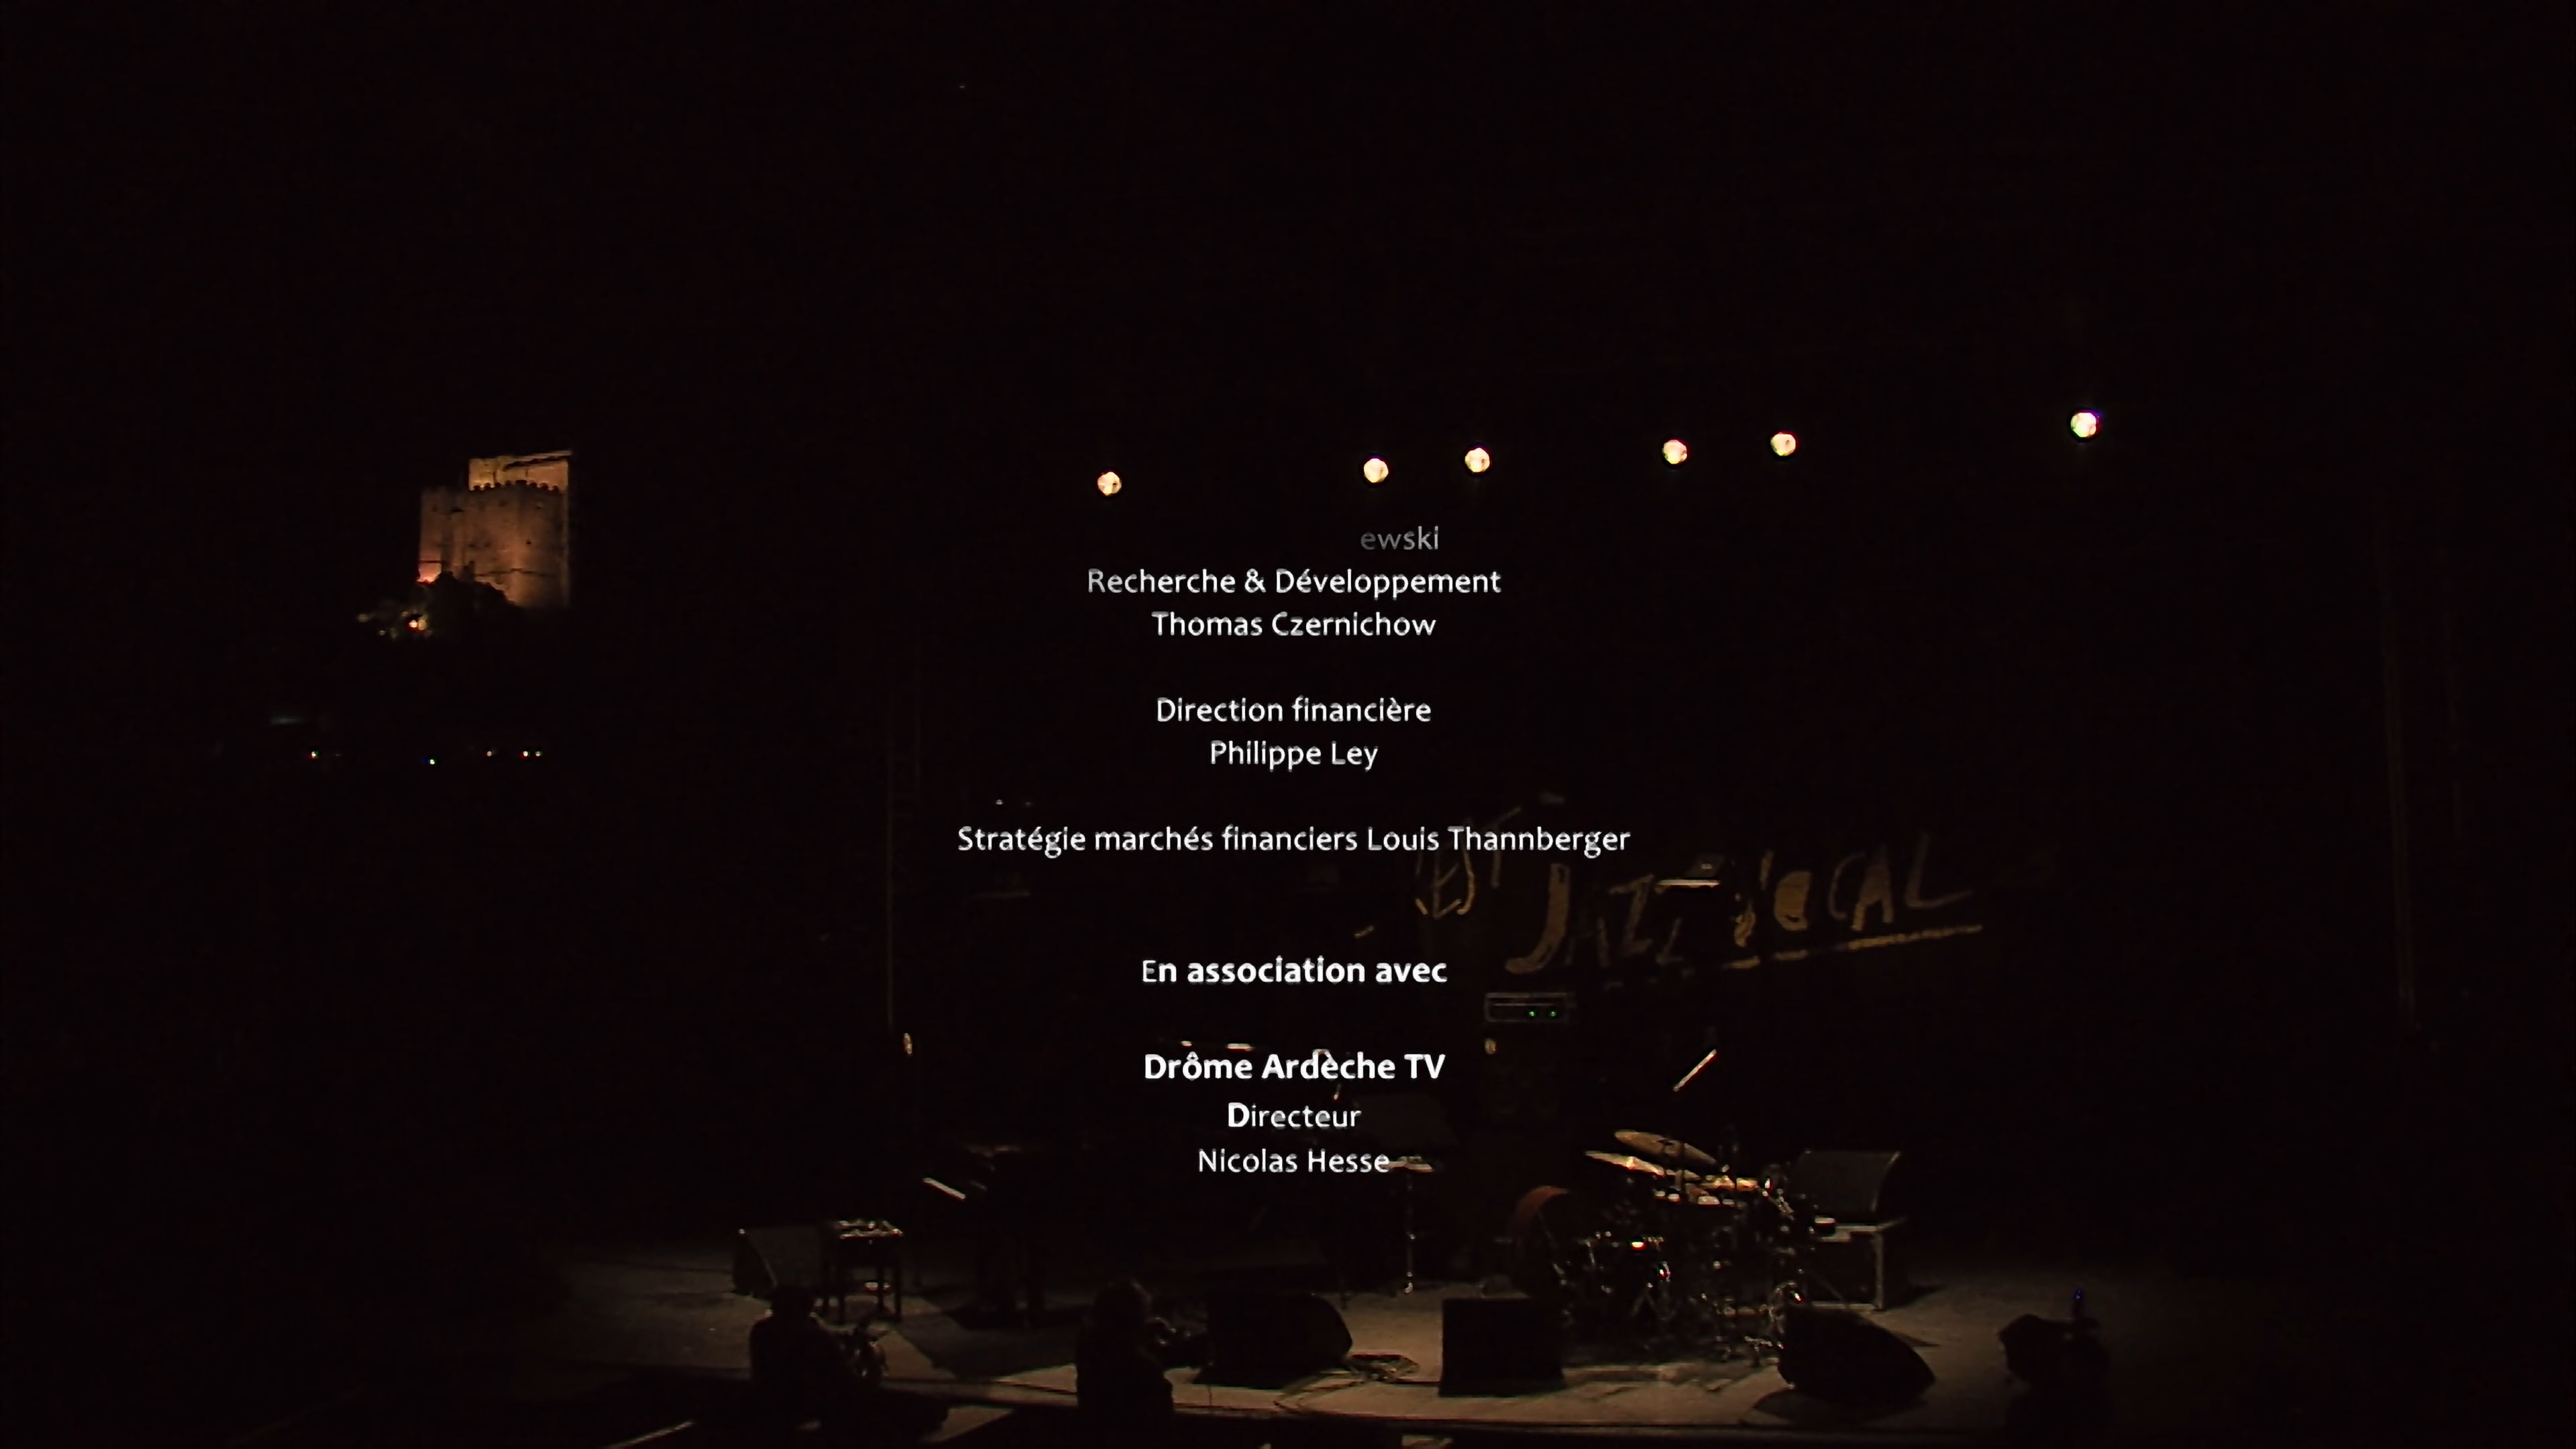 ewski
Recherche & Développement
Thomas Czernichow
Direction financière
Philippe Ley
Stratégie marchés financiers Louis Thannberger
JAZZ
En association avec
Drôme Ardèche TV
Directeur
Nicolas Hesse